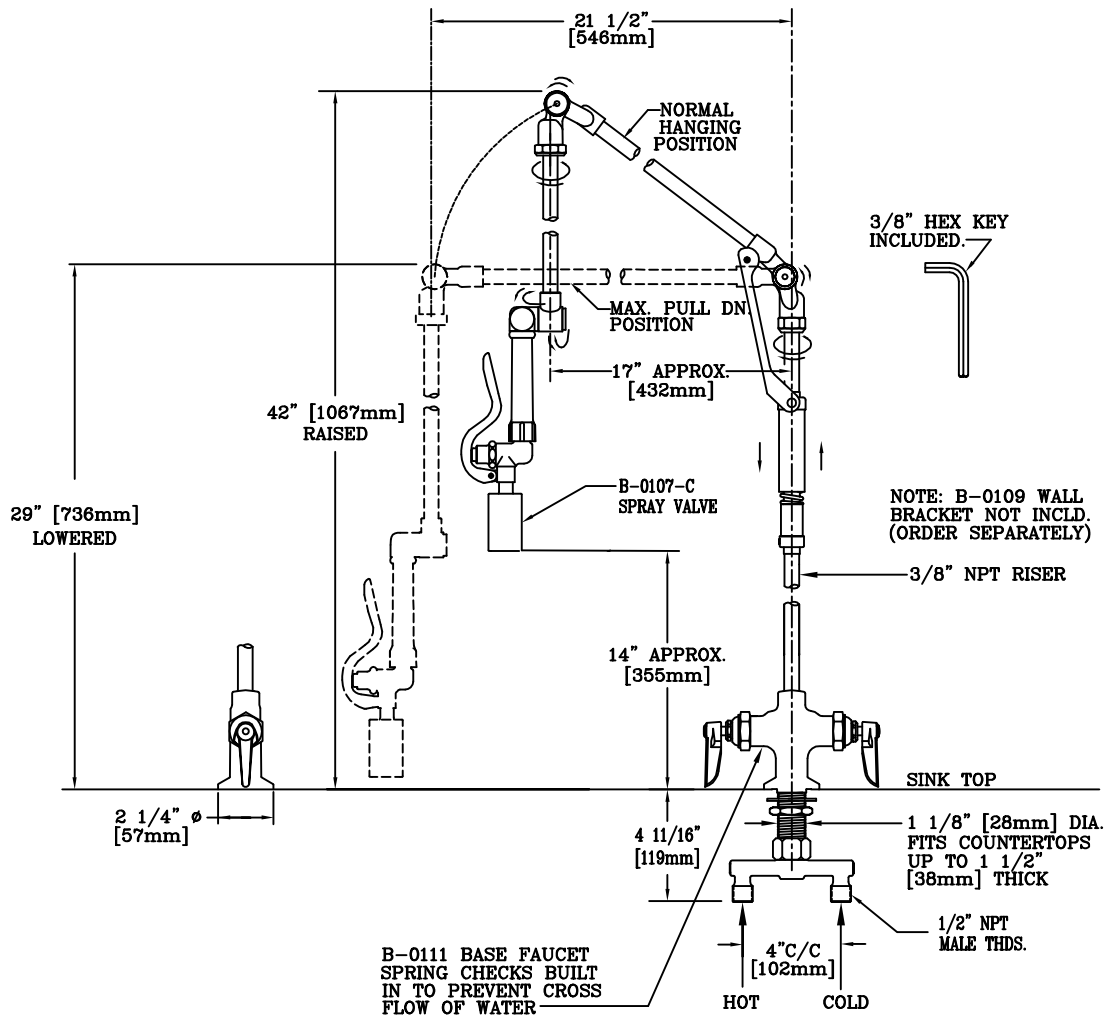 21 1/2”
[546mm]
NORMAL
HANGING
POSITION
3/8” HEX KEY
INCLUDED.
MAX. PULL DN.
POSITION
17” APPROX.
[432mm]
42” [1067mm]
RAISED
29” [736mm]
LOWERED
B-0107-C
SPRAY VALVE
NOTE: B-0109 WALL
BRACKET NOT INCLD.
(ORDER SEPARATELY)
3/8” NPT RISER
14” APPROX.
[355mm]
SINK TOP
2 1/4” ø
[57mm]
4 11/16”
[119mm]
1 1/8” [28mm] DIA.
FITS COUNTERTOPS
UP TO 1 1/2”
[38mm] THICK
1/2” NPT
MALE THDS.
4”C/C
[102mm]
B-0111 BASE FAUCET
SPRING CHECKS BUILT
IN TO PREVENT CROSS
FLOW OF WATER
HOT
COLD